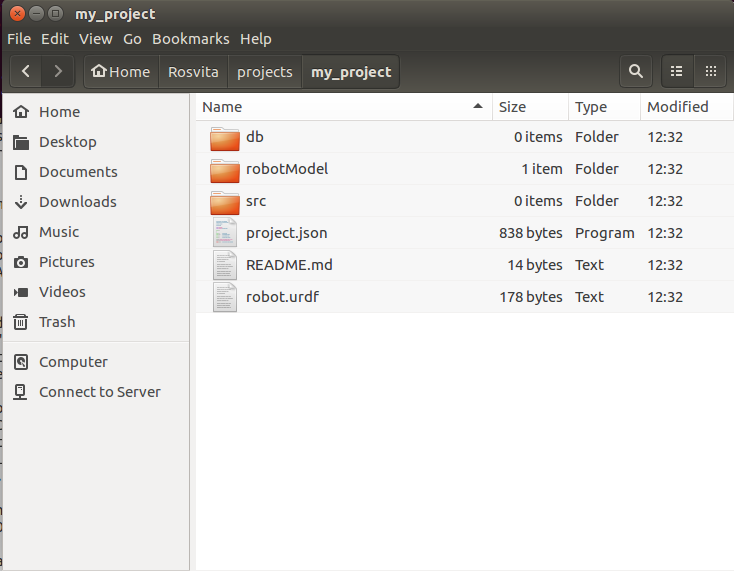 my_project
File Edit View Go Bookmarks Help
Home Rosvita projects my_project
Home
Desktop
Documents
Downloads
Music
Pictures
Videos
Trash
Computer
Connect to Server
Name Size Type Modified
db 0 items Folder 12:32
robotModel 1 item Folder 12:32
src 0 items Folder 12:32
project.json 838 bytes Program 12:32
README.md 14 bytes Text 12:32
robot.urdf 178 bytes Text 12:32